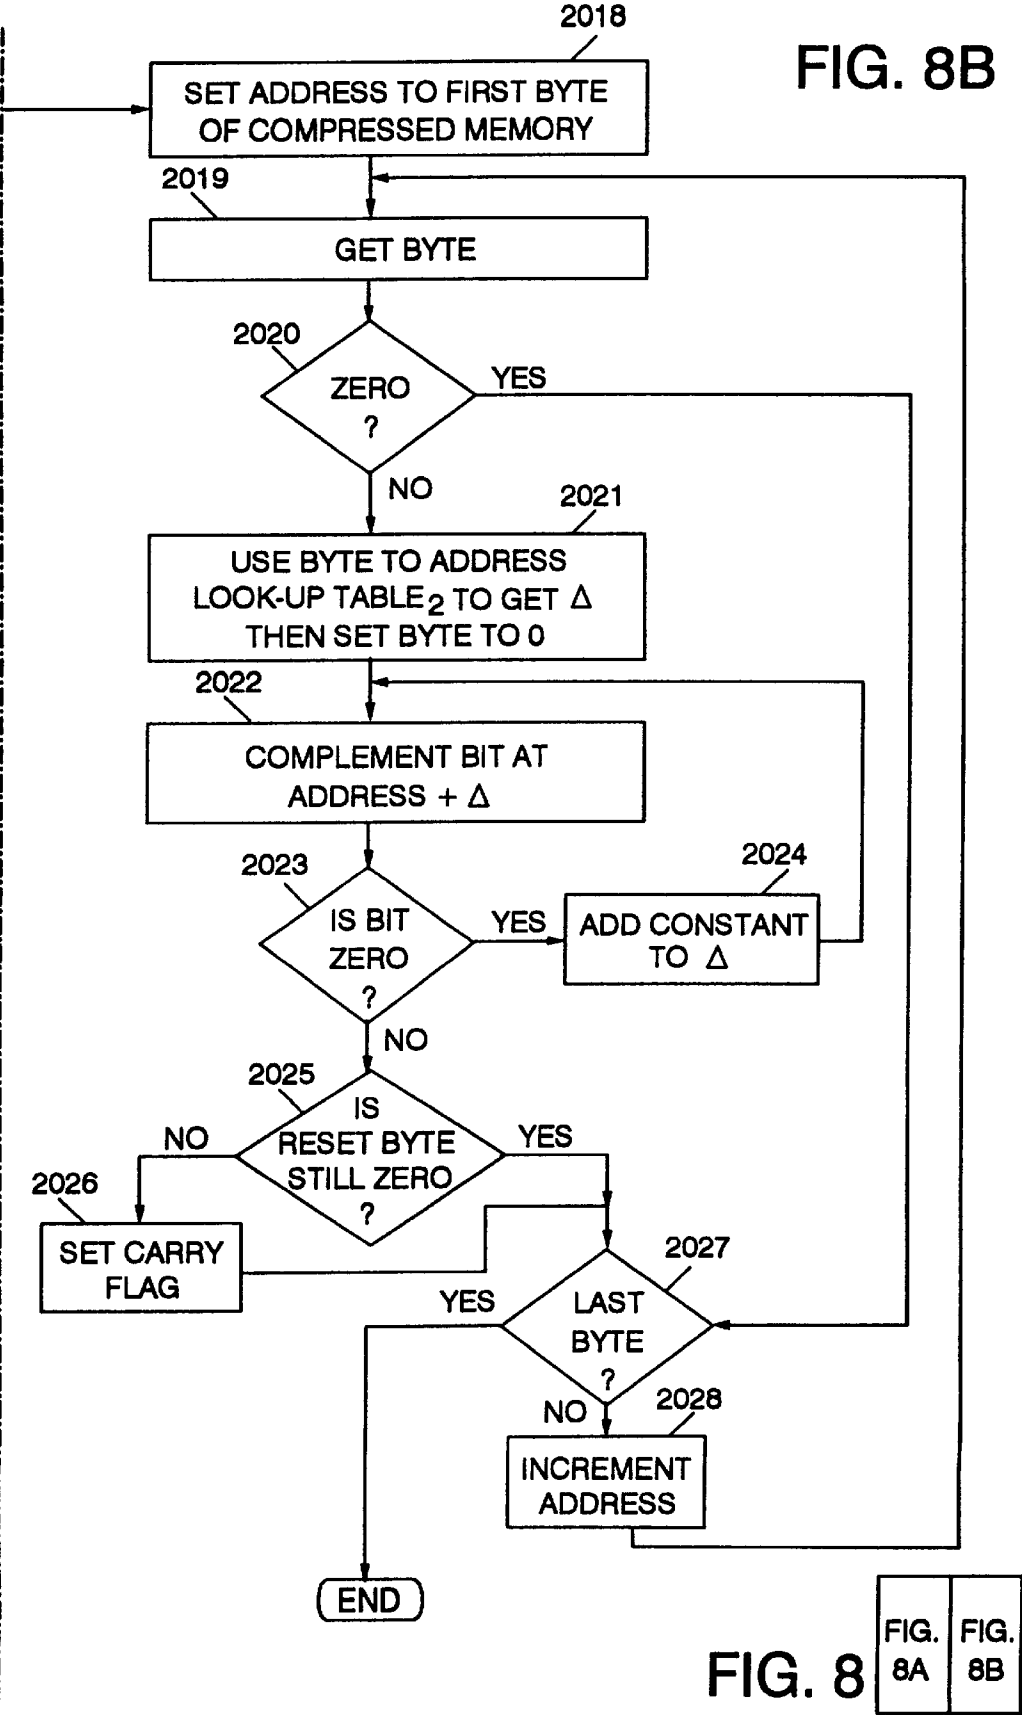 2018
FIG. 8B
SET ADDRESS TO FIRST BYTE
OF COMPRESSED MEMORY
2019
GET BYTE
2020
ZERO
?
YES
NO
2021
USE BYTE TO ADDRESS
LOOK-UP TABLE2 TO GET Δ
THEN SET BYTE TO 0
2022
COMPLEMENT BIT AT
ADDRESS + Δ
2023
IS BIT
ZERO
?
YES
2024
ADD CONSTANT
TO Δ
NO
2025
IS
RESET BYTE
STILL ZERO
?
NO
YES
2026
SET CARRY
FLAG
2027
LAST
BYTE
?
YES
NO
2028
INCREMENT
ADDRESS
END
FIG. 8
FIG.
8A
FIG.
8B